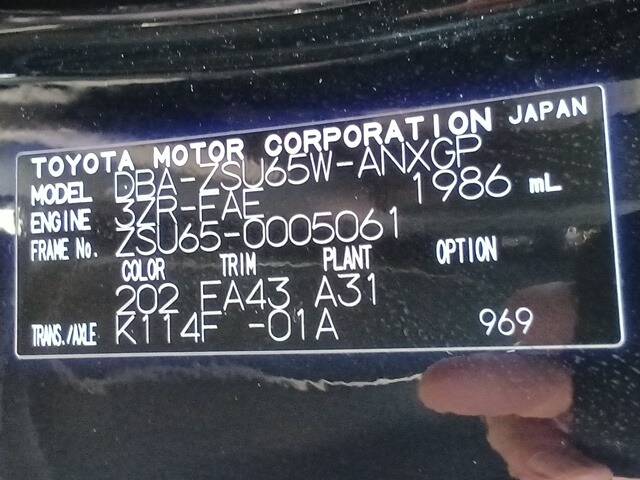 TOYOTA MOTOR CORPORATION JAPAN
MODEL DBA-ZSU65W-ANXGP
ENGINE 3ZR-FAE 1986 mL
FRAME No. ZSU65-0005061
COLOR TRIM PLANT OPTION
202 FA43 A31
TRANS./AXLE K114F -01A 969